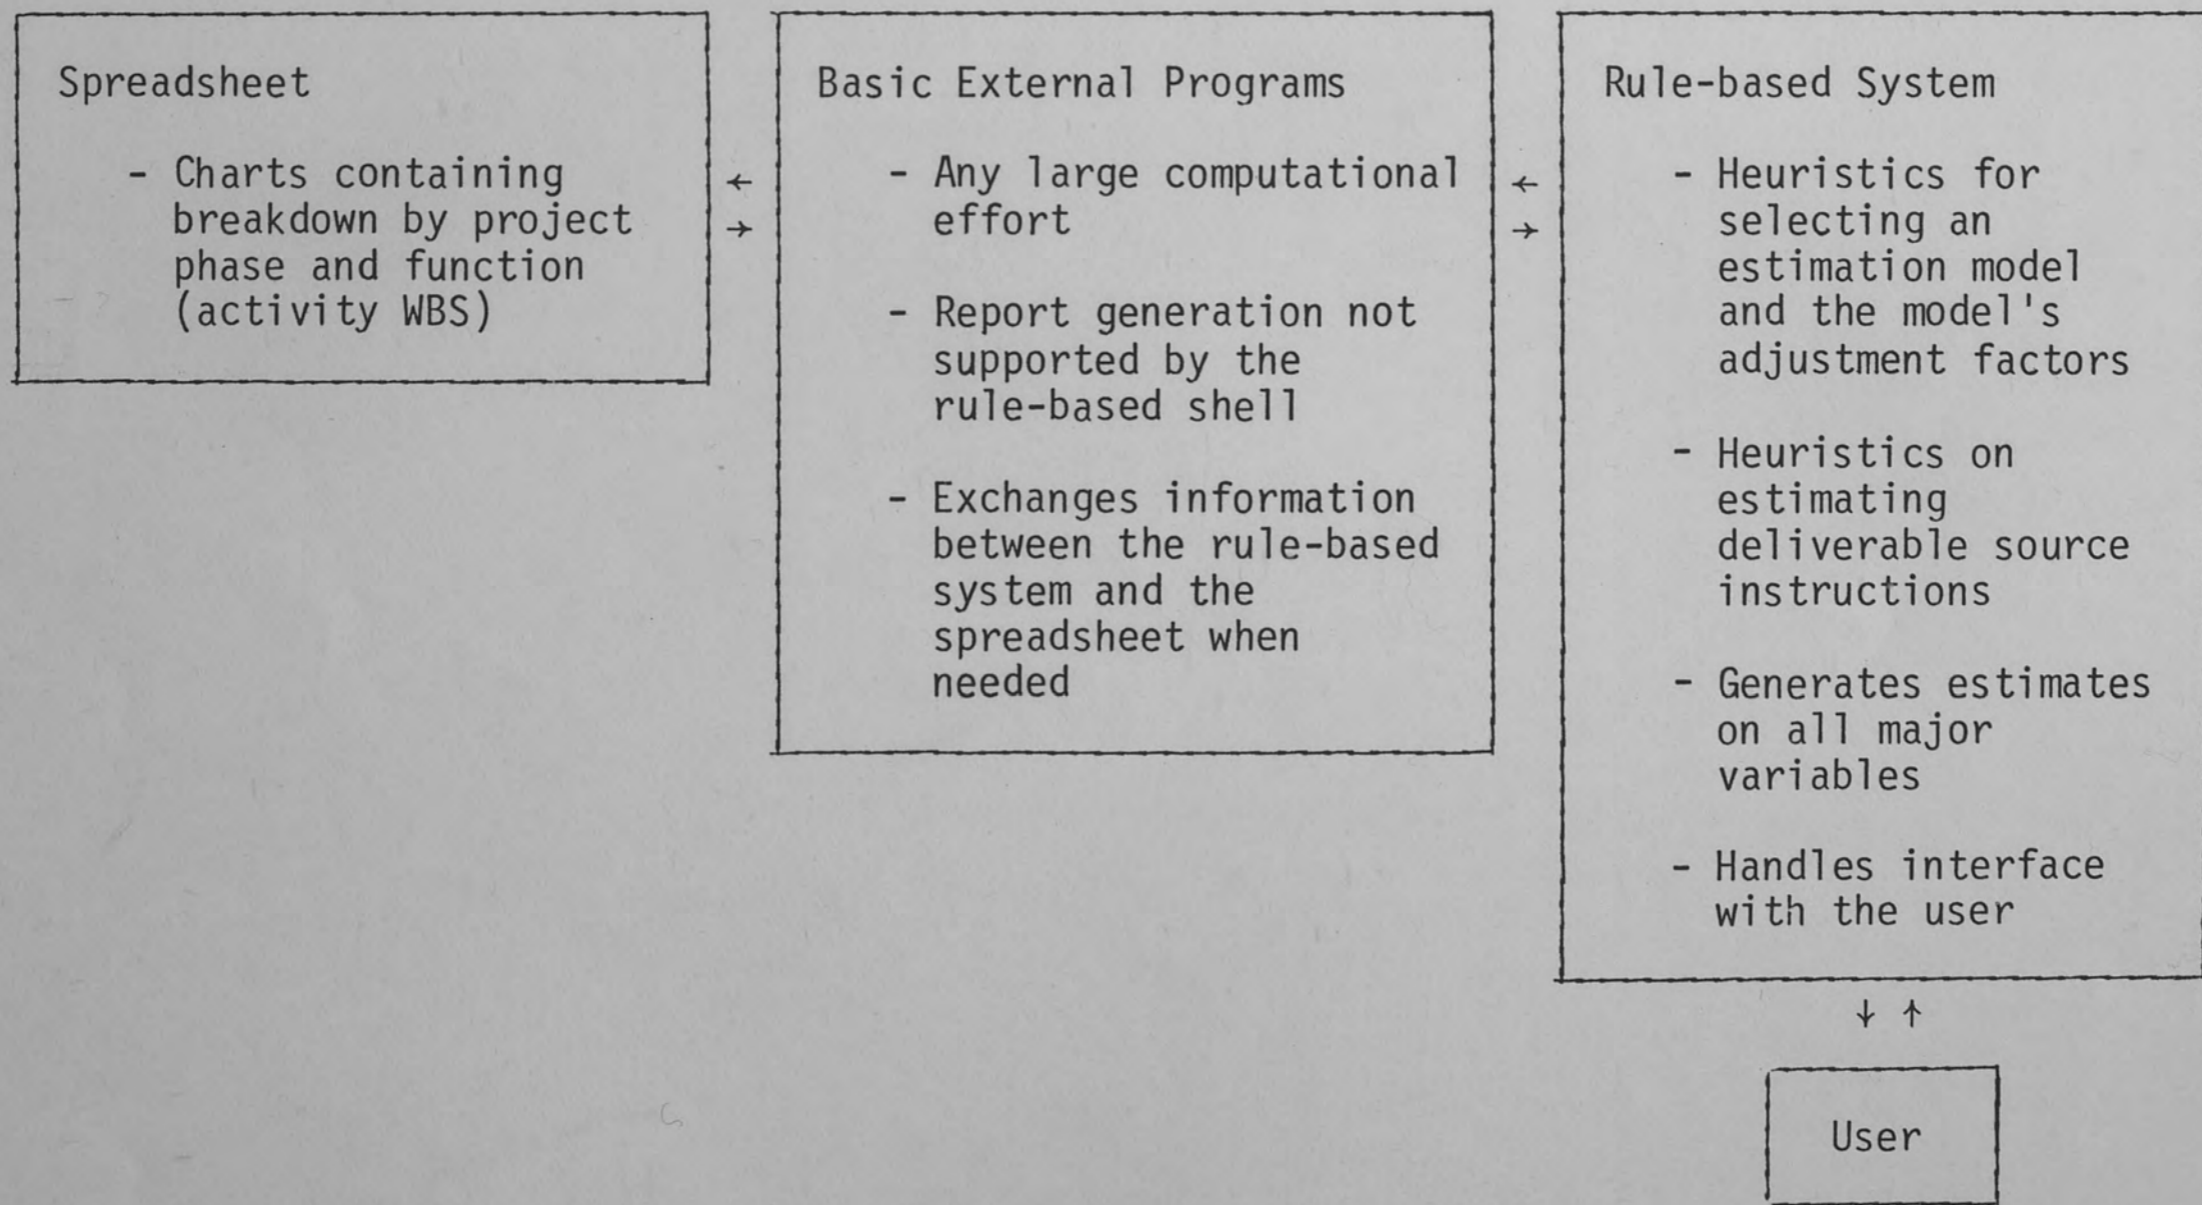 Spreadsheet
- Charts containing
breakdown by project
phase and function
(activity WBS)
←
→
Basic External Programs
- Any large computational
effort
- Report generation not
supported by the
rule-based shell
- Exchanges information
between the rule-based
system and the
spreadsheet when
needed
←
→
Rule-based System
- Heuristics for
selecting an
estimation model
and the model's
adjustment factors
- Heuristics on
estimating
deliverable source
instructions
- Generates estimates
on all major
variables
- Handles interface
with the user
↓ ↑
User